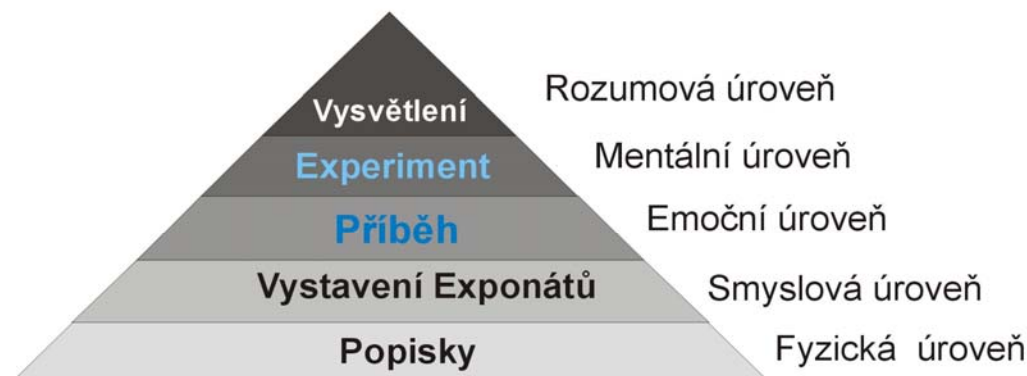 Vysvětlení
Rozumová úroveň
Experiment
Mentální úroveň
Příběh
Emoční úroveň
Vystavení Exponátů
Smyslová úroveň
Popisky
Fyzická úroveň